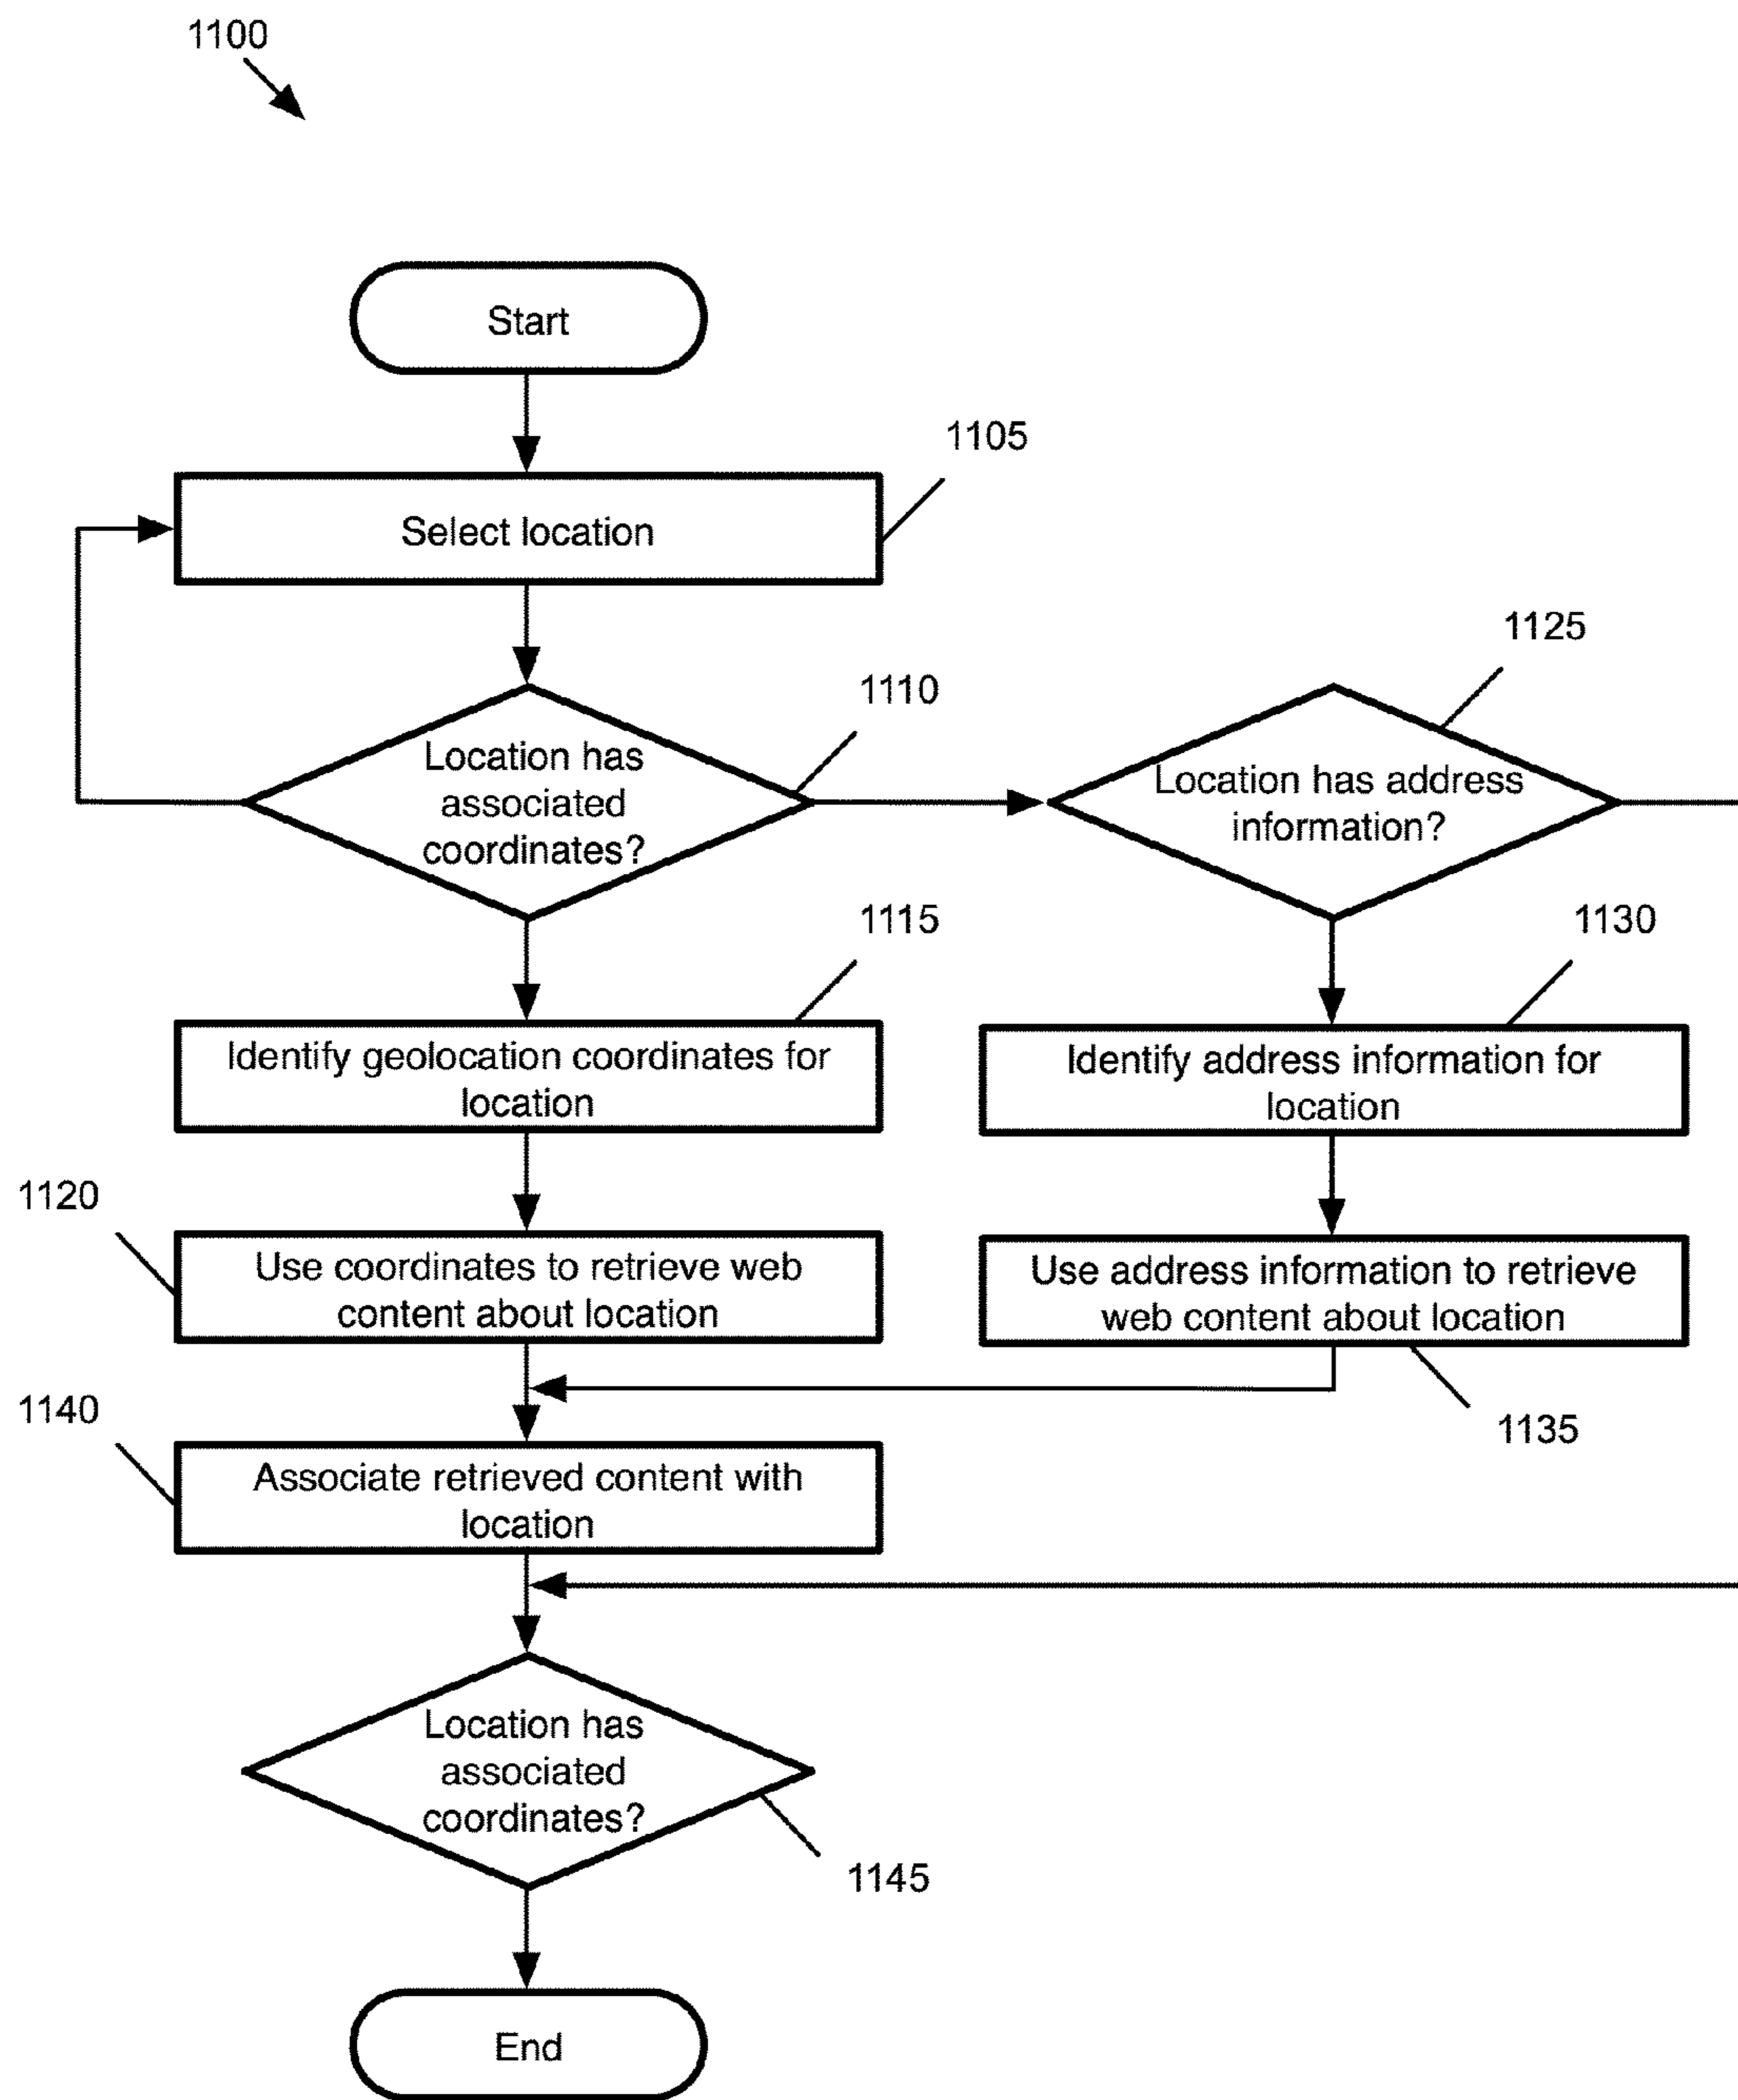 1100
Start
1105
Select location
1125
1110
Location has
associated
coordinates?
Location has address
information?
1115
1130
Identify geolocation coordinates for
location
Identify address information for
location
1120
Use coordinates to retrieve web
content about location
Use address information to retrieve
web content about location
1140
1135
Associate retrieved content with
location
Location has
associated
coordinates?
1145
End